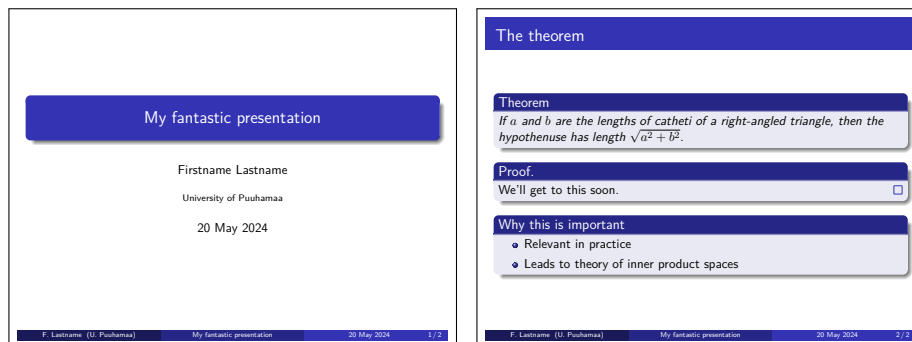 My fantastic presentation
Firstname Lastname
University of Puuhamaa
20 May 2024
F. Lastname (U. Puuhamaa) My fantastic presentation 20 May 2024 1 / 2
The theorem
Theorem
If a and b are the lengths of catheti of a right-angled triangle, then the
hypothenuse has length √(a² + b²).
Proof.
We'll get to this soon. □
Why this is important
Relevant in practice
Leads to theory of inner product spaces
F. Lastname (U. Puuhamaa) My fantastic presentation 20 May 2024 2 / 2